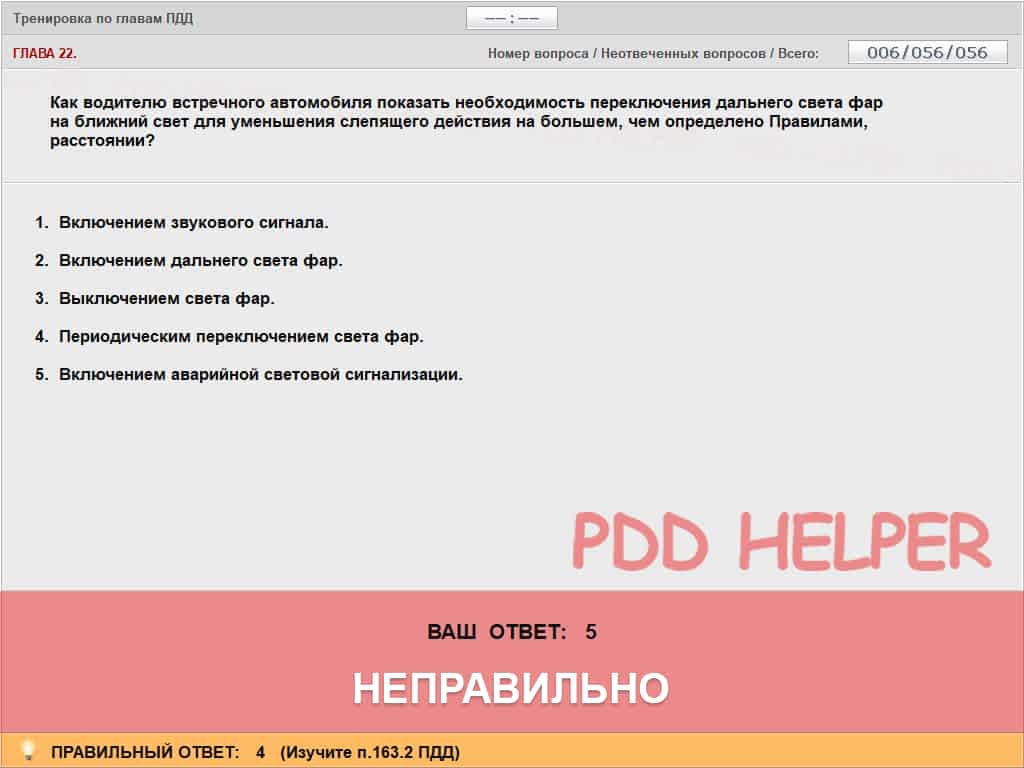 Тренировка по главам ПДД
−− : −−
ГЛАВА 22.
Номер вопроса / Неотвеченных вопросов / Всего:
006/056/056
Как водителю встречного автомобиля показать необходимость переключения дальнего света фар
на ближний свет для уменьшения слепящего действия на большем, чем определено Правилами,
расстоянии?
1. Включением звукового сигнала.
2. Включением дальнего света фар.
3. Выключением света фар.
4. Периодическим переключением света фар.
5. Включением аварийной световой сигнализации.
PDD HELPER
ВАШ ОТВЕТ: 5
НЕПРАВИЛЬНО
ПРАВИЛЬНЫЙ ОТВЕТ: 4 (Изучите п.163.2 ПДД)